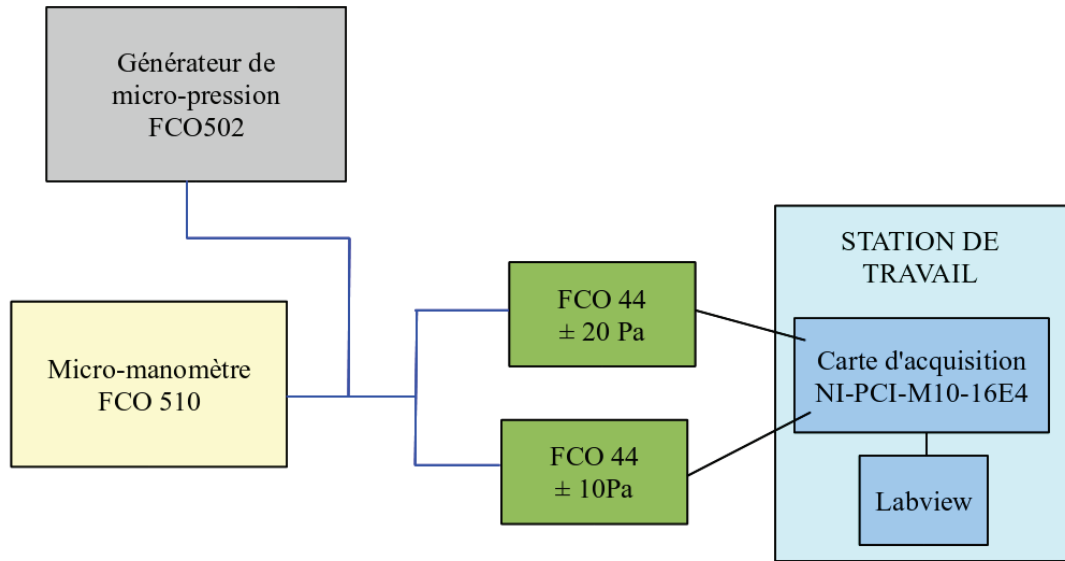 Générateur de
micro-pression
FCO502
Micro-manomètre
FCO 510
FCO 44
± 20 Pa
FCO 44
± 10Pa
STATION DE
TRAVAIL
Carte d'acquisition
NI-PCI-M10-16E4
Labview